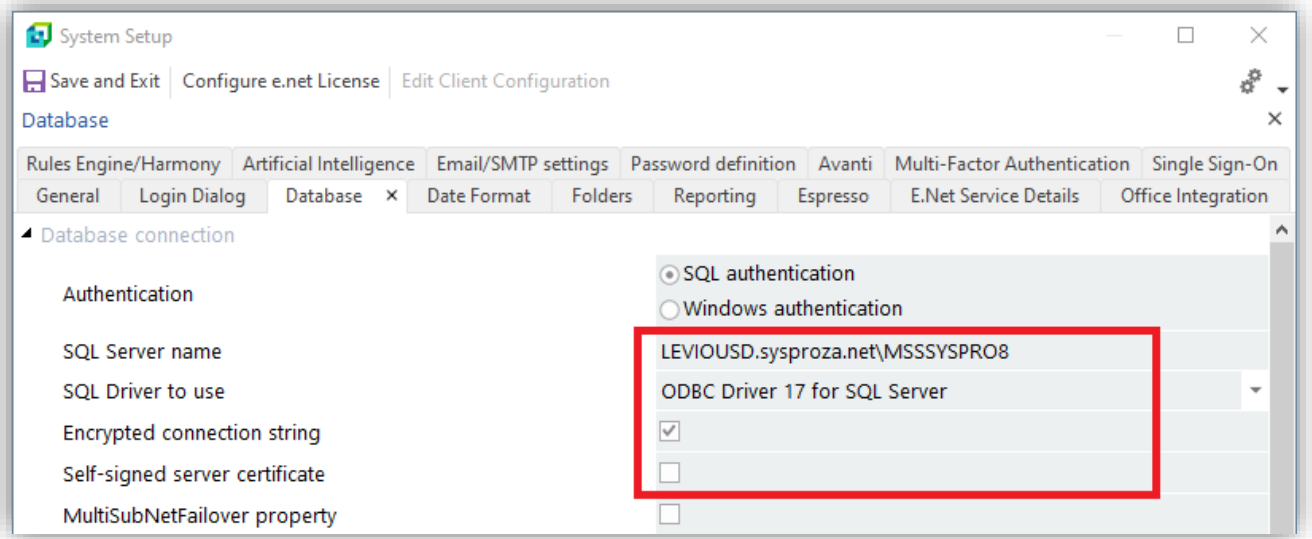 System Setup
Save and Exit Configure e.net License Edit Client Configuration
Database
Rules Engine/Harmony Artificial Intelligence Email/SMTP settings Password definition Avanti Multi-Factor Authentication Single Sign-On
General Login Dialog Database Date Format Folders Reporting Espresso E.Net Service Details Office Integration
Database connection
Authentication
SQL authentication
Windows authentication
SQL Server name LEVIOUSD.sysproza.net\MSSSYSPRO8
SQL Driver to use ODBC Driver 17 for SQL Server
Encrypted connection string
Self-signed server certificate
MultiSubNetFailover property